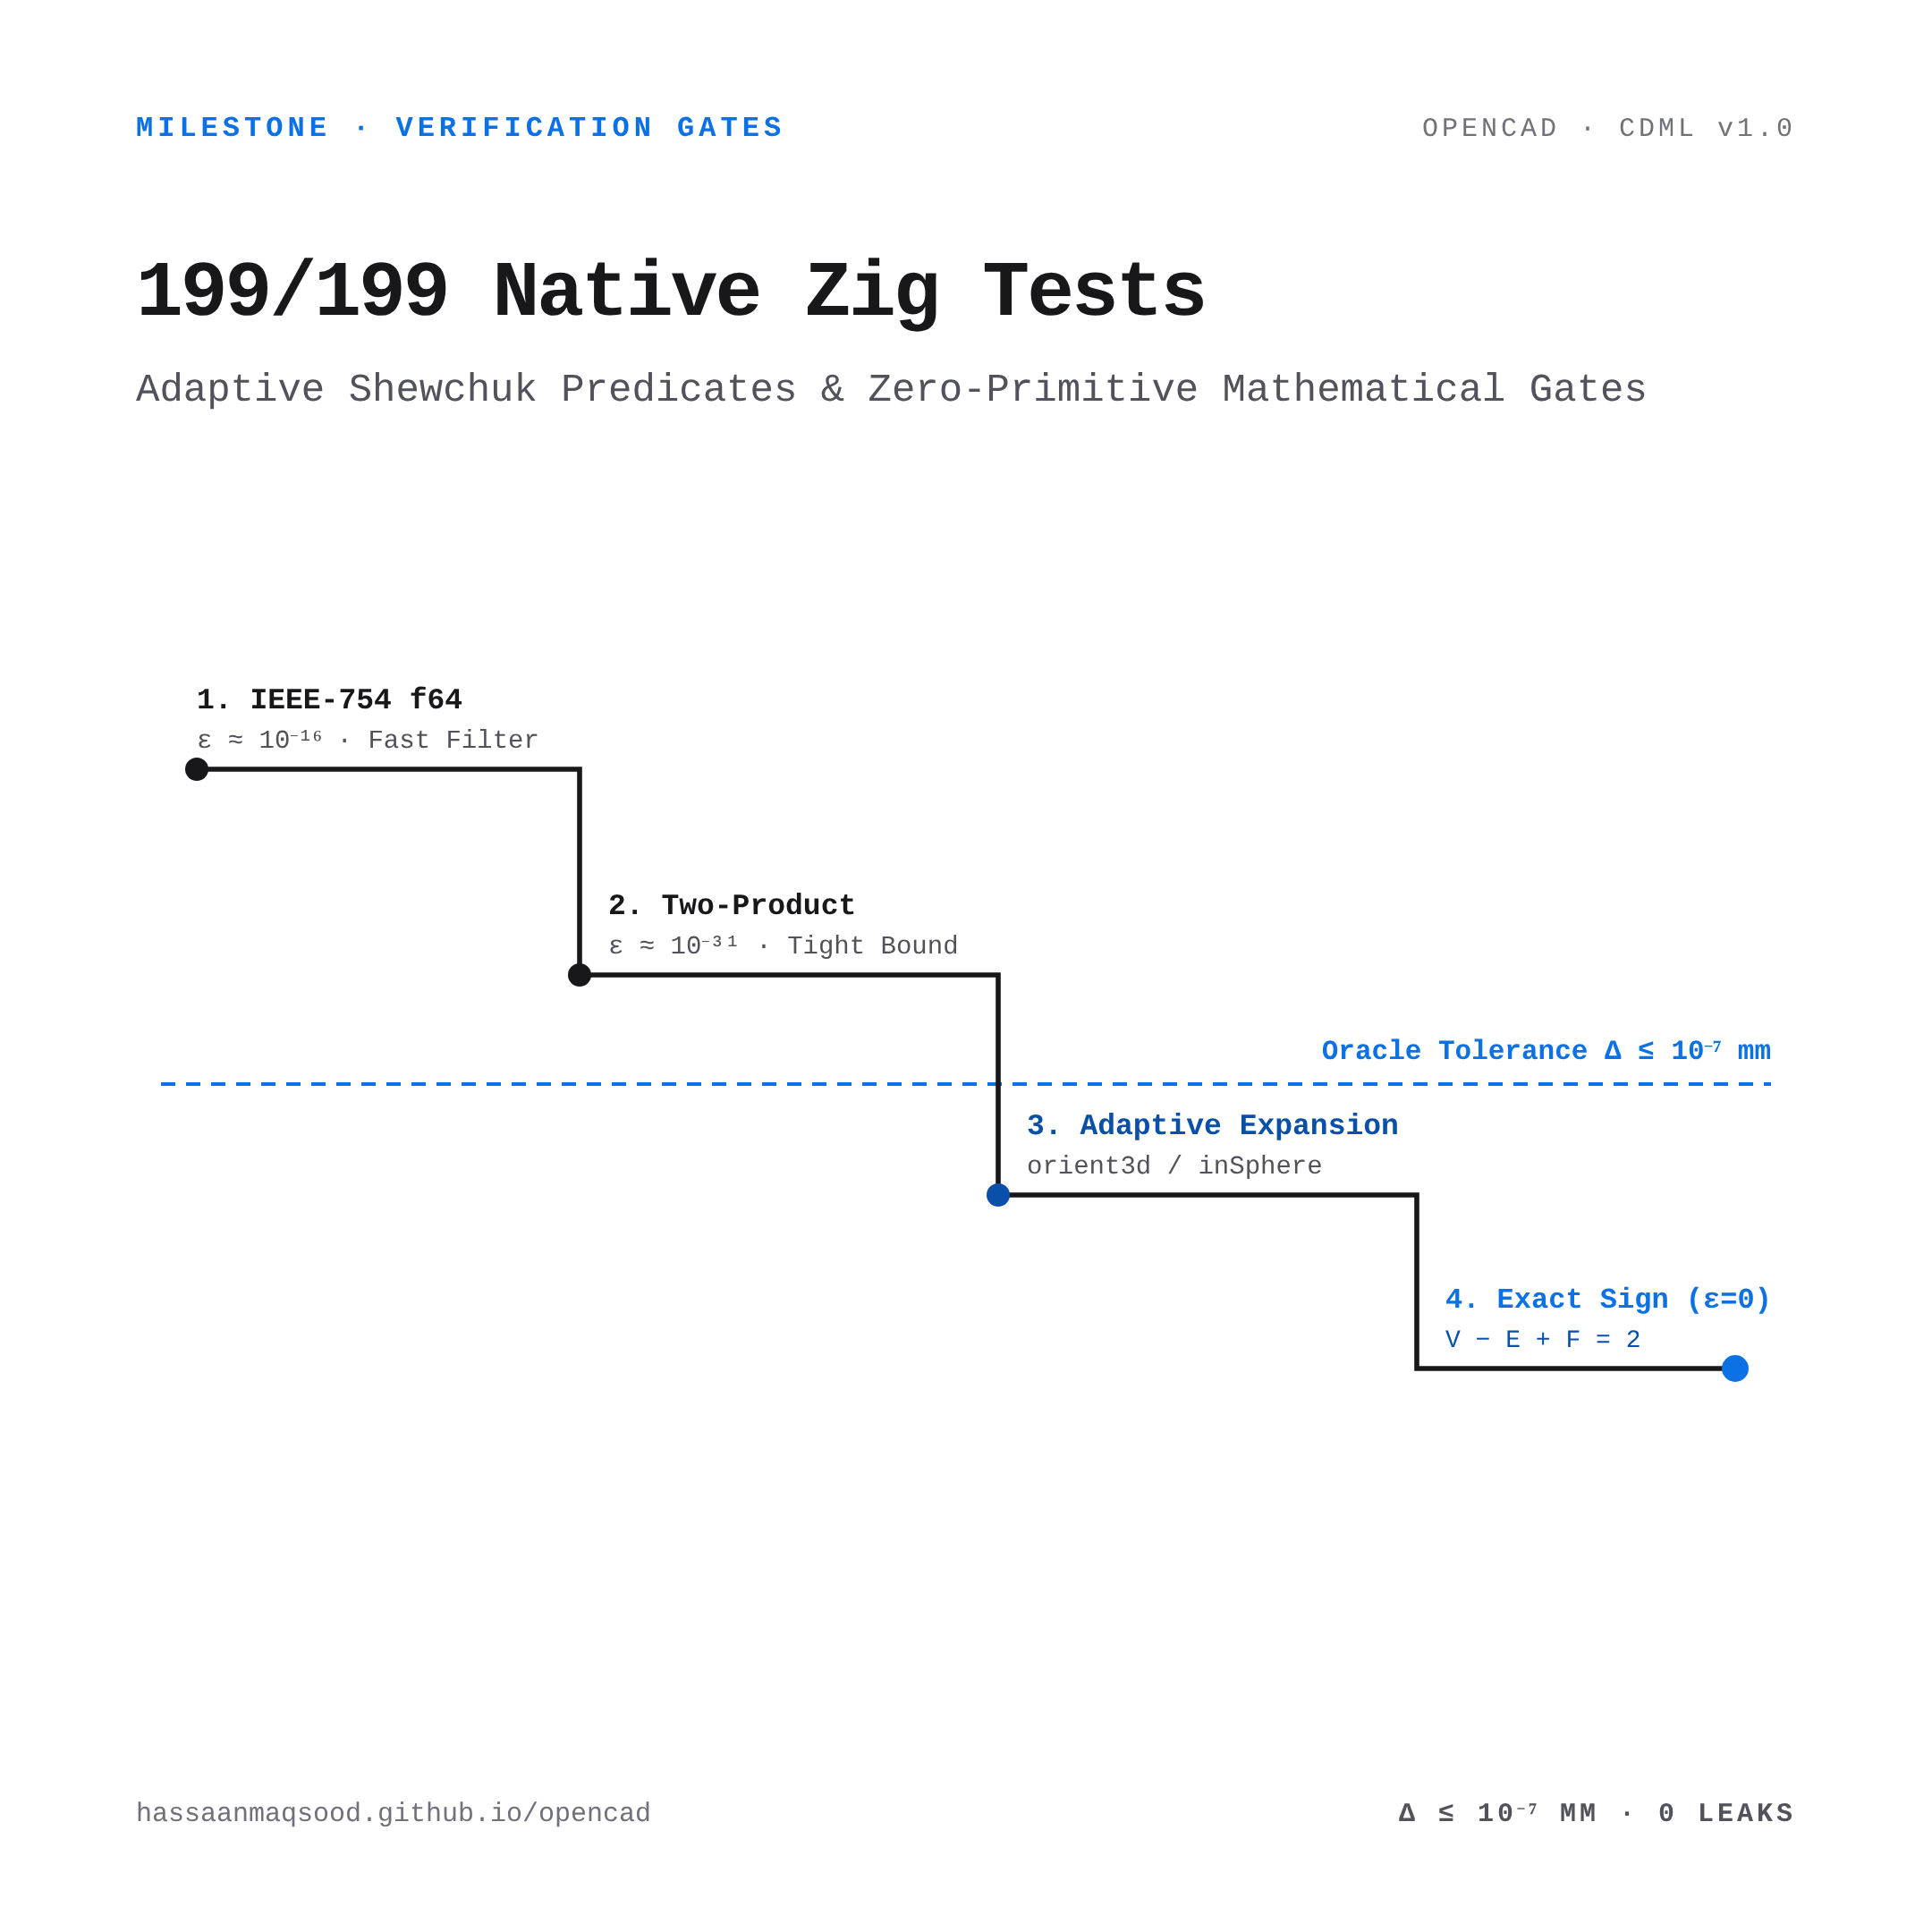 MILESTONE · VERIFICATION GATES
OPENCAD · CDML v1.0
199/199 Native Zig Tests
Adaptive Shewchuk Predicates & Zero-Primitive Mathematical Gates
1. IEEE-754 f64
ε ≈ 10⁻¹⁶ · Fast Filter
2. Two-Product
ε ≈ 10⁻³¹ · Tight Bound
Oracle Tolerance Δ ≤ 10⁻⁷ mm
3. Adaptive Expansion
orient3d / inSphere
4. Exact Sign (ε=0)
V − E + F = 2
hassaanmaqsood.github.io/opencad
Δ ≤ 10⁻⁷ MM · 0 LEAKS